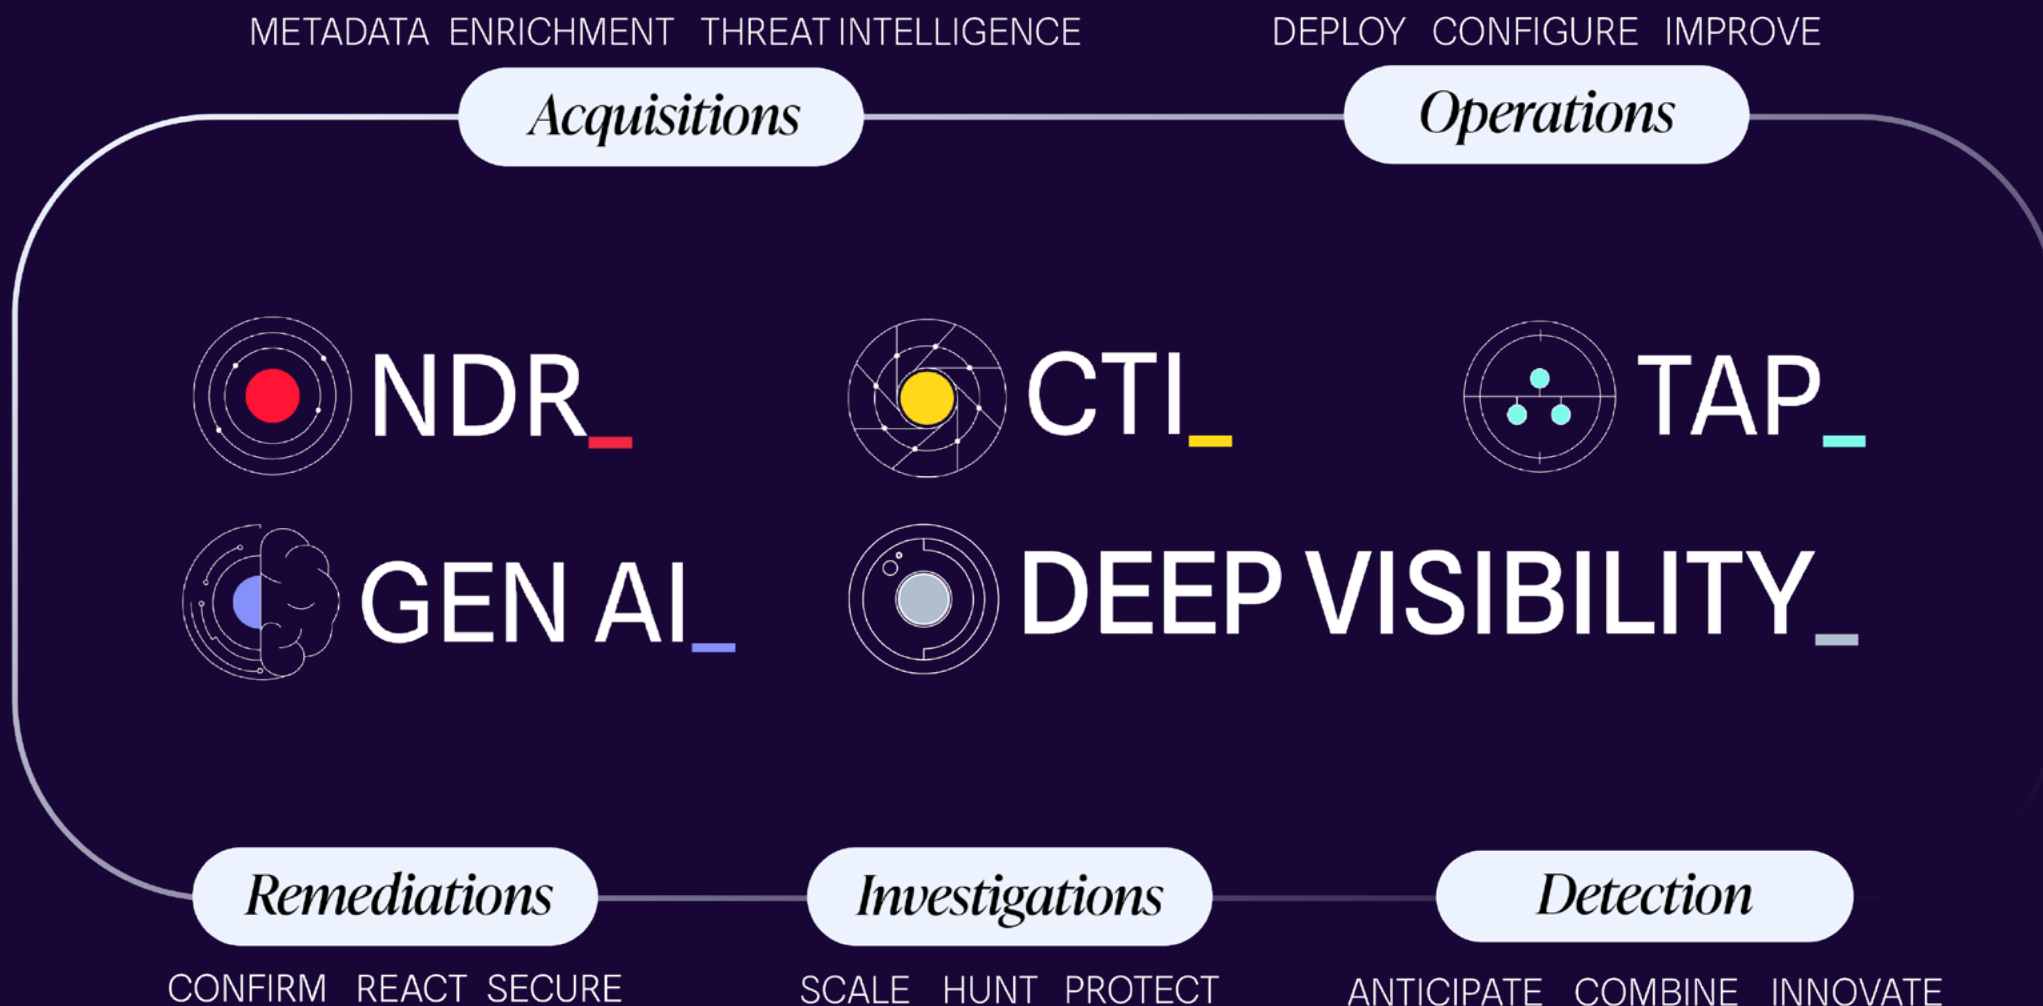 METADATA ENRICHMENT THREAT INTELLIGENCE
DEPLOY CONFIGURE IMPROVE
Acquisitions
Operations
NDR_
CTI_
TAP_
GEN AI_
DEEP VISIBILITY_
Remediations
Investigations
Detection
CONFIRM REACT SECURE
SCALE HUNT PROTECT
ANTICIPATE COMBINE INNOVATE